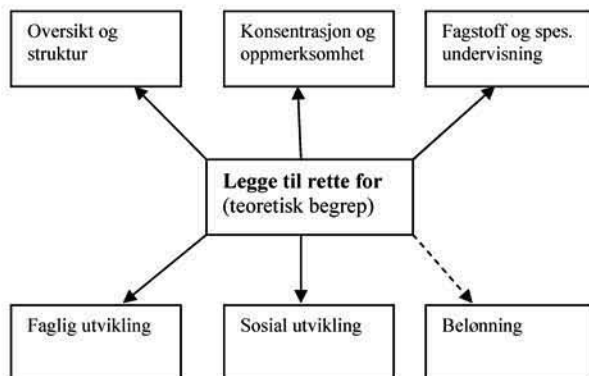 Oversikt og
struktur
Konsentrasjon og
oppmerksomhet
Fagstoff og spes.
undervisning
Legge til rette for
(teoretisk begrep)
Faglig utvikling
Sosial utvikling
Belønning